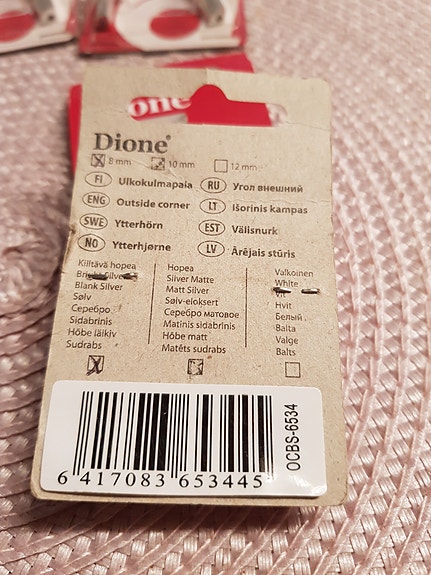 one
Dione®
8 mm 10 mm 12 mm
FI Ulkokulmapaia RU Угол внешний
ENG Outside corner LT Išorinis kampas
SWE Ytterhörn EST Välisnurk
NO Ytterhjørne LV Ārējais stūris
Kiiltävä hopea
Bright Silver
Blank Silver
Sølv
Серебро
Sidabrinis
Hõbe läikiv
Sudrabs
Hopea
Silver Matte
Matt Silver
Sølv-eloksert
Серебро матовое
Matinis sidabrinis
Hõbe matt
Matēts sudrabs
Valkoinen
White
Vit
Hvit
Белый
Balta
Valge
Balts
6 417083 653445
OCBS-6534